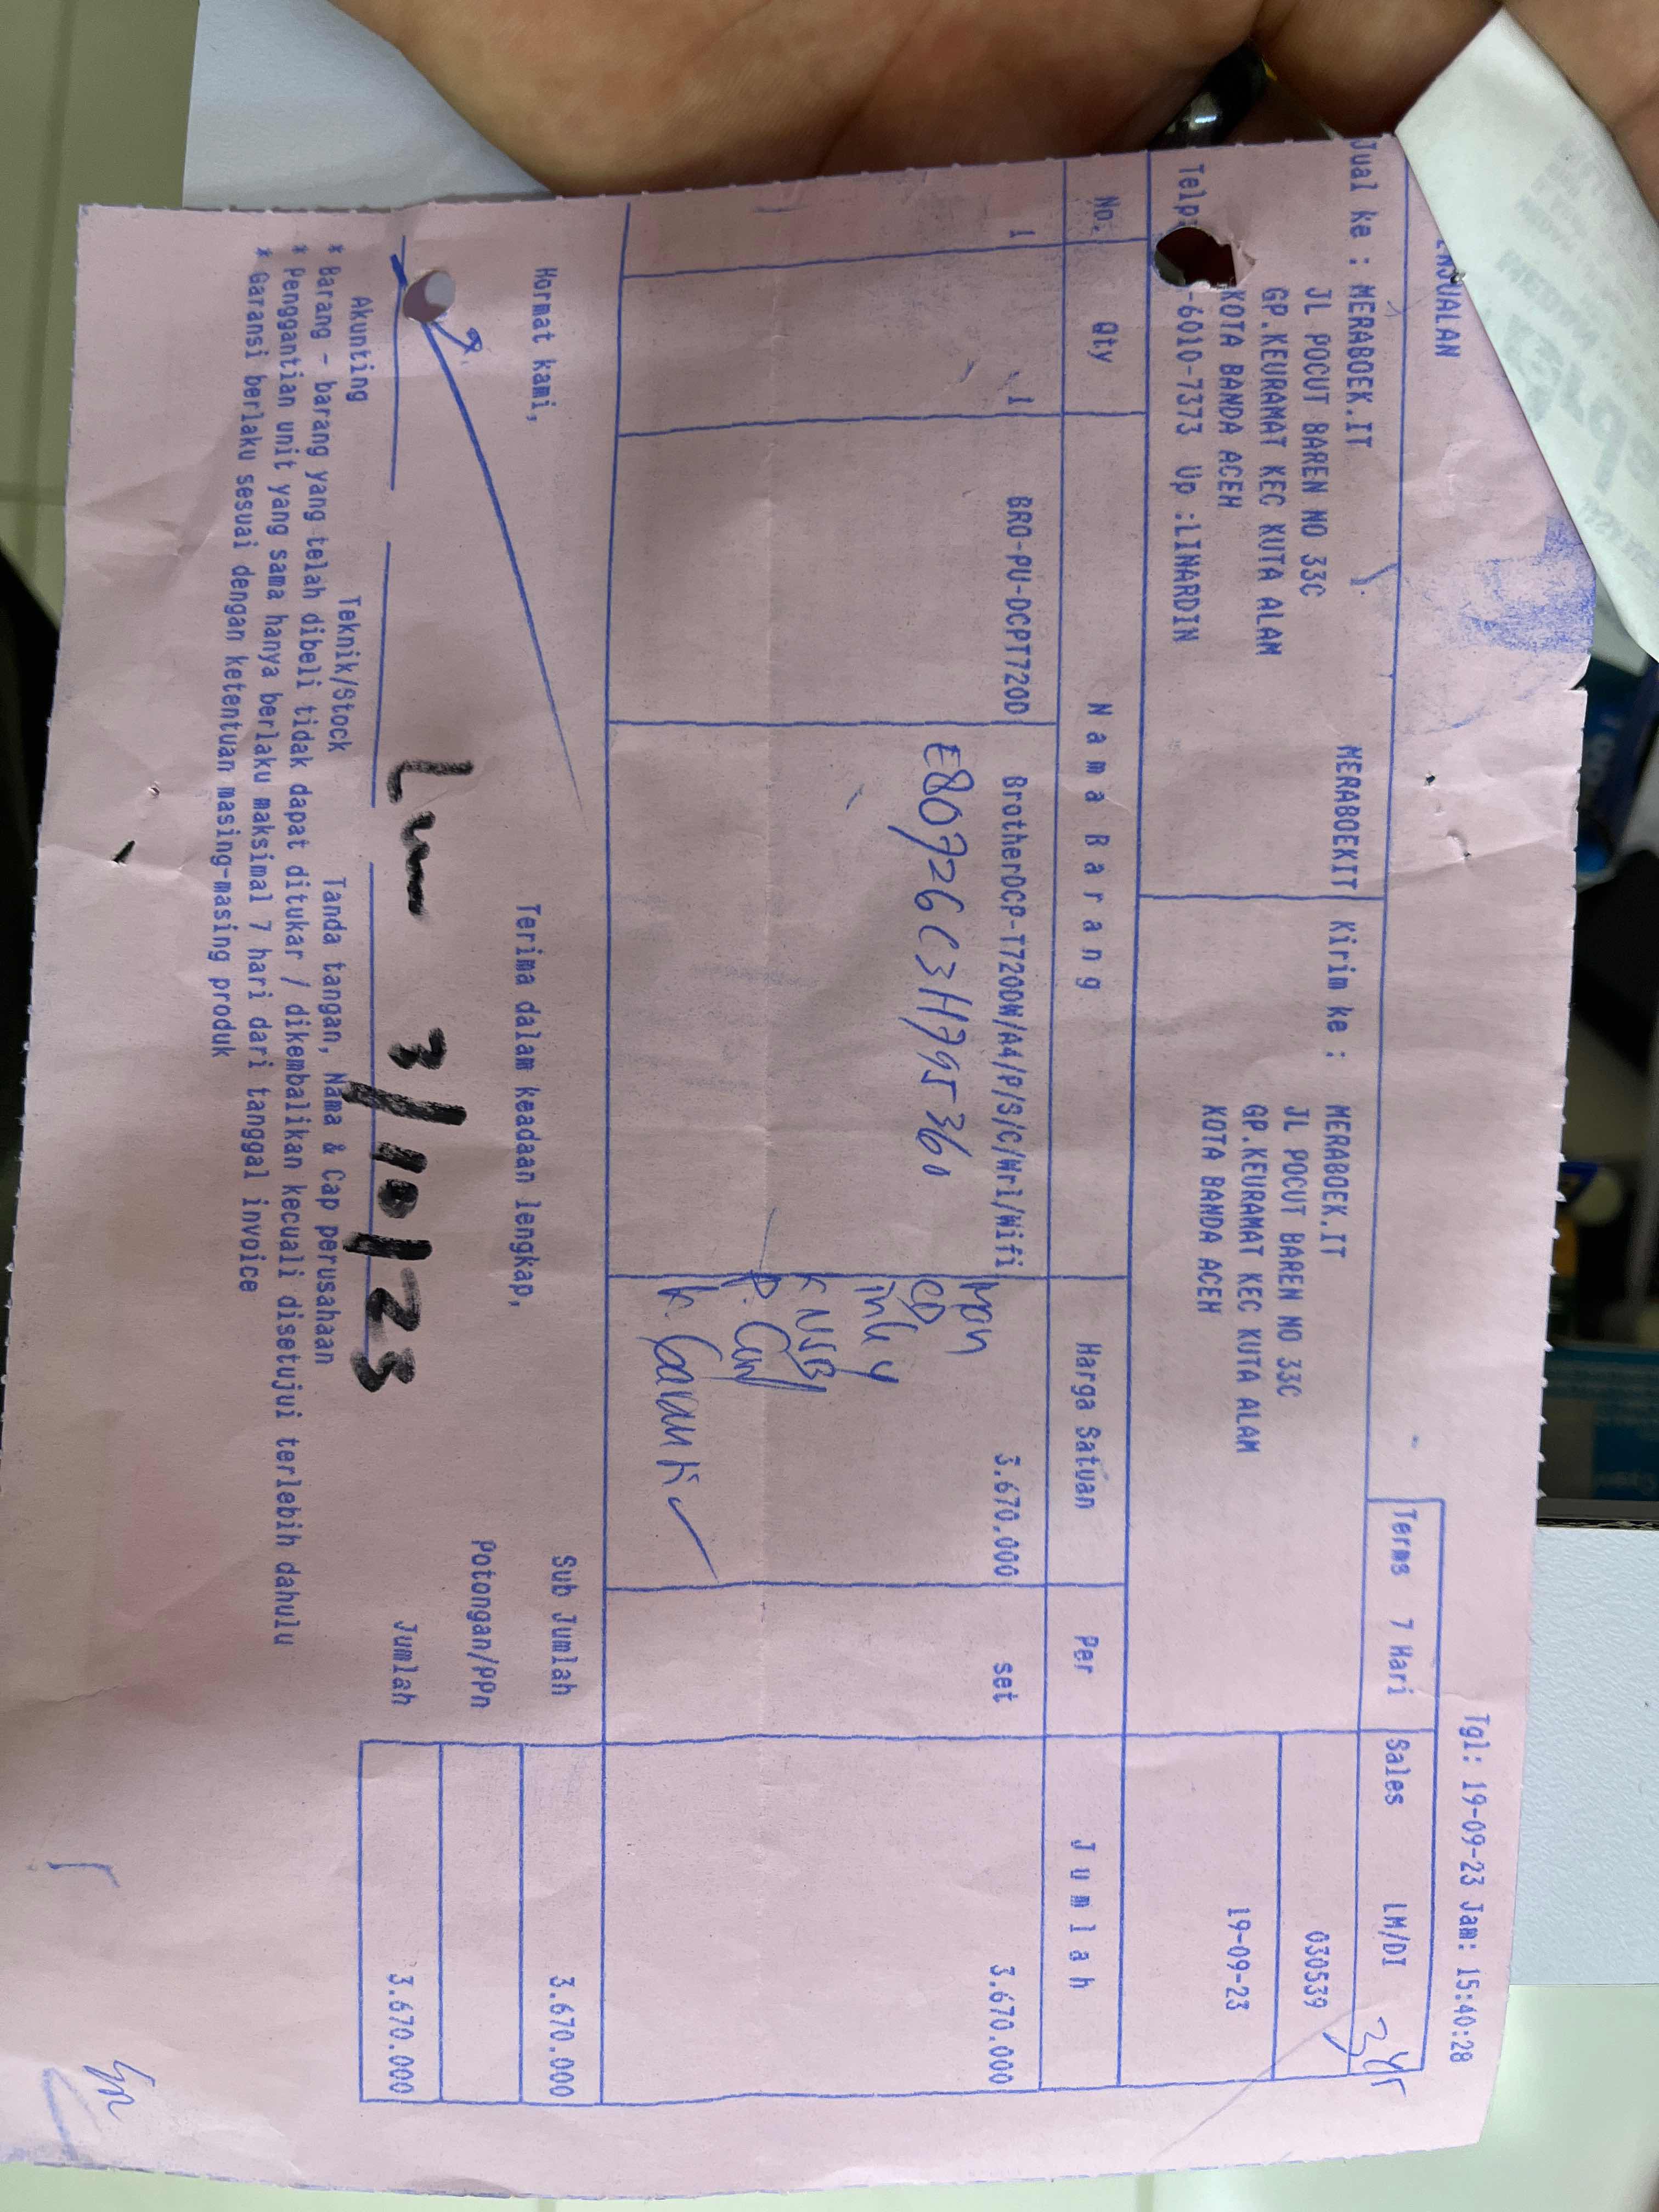 Tgl: 19-09-23 Jam: 15:40:28
Terms 7 Hari Sales LM/DI
Jual ke : MERABOEK.IT MERABOEKIT Kirim ke : MERABOEK.IT
JL POCUT BAREN NO 33C JL POCUT BAREN NO 33C 030539
GP.KEURAMAT KEC KUTA ALAM GP.KEURAMAT KEC KUTA ALAM
KOTA BANDA ACEH KOTA BANDA ACEH 19-09-23
Telp: -6010-7373 Up :LINARDIN
No. Qty Nama Barang Harga Satuan Per Jumlah
1 1 BRO-PU-DCPT720D BrotherDCP-T720DW/A4/P/S/C/Wrl/Wifi 3.670.000 set 3.670.000
E80726C3H795360
CD
ink 4
K USB
K. Garansi
Hormat kami, Terima dalam keadaan lengkap, Sub Jumlah 3.670.000
Potongan/PPn
Jumlah 3.670.000
3/10/23
Akunting Teknik/Stock Tanda tangan, Nama & Cap perusahaan
* Barang - barang yang telah dibeli tidak dapat ditukar / dikembalikan kecuali disetujui terlebih dahulu
* Penggantian unit yang sama hanya berlaku maksimal 7 hari dari tanggal invoice
* Garansi berlaku sesuai dengan ketentuan masing-masing produk